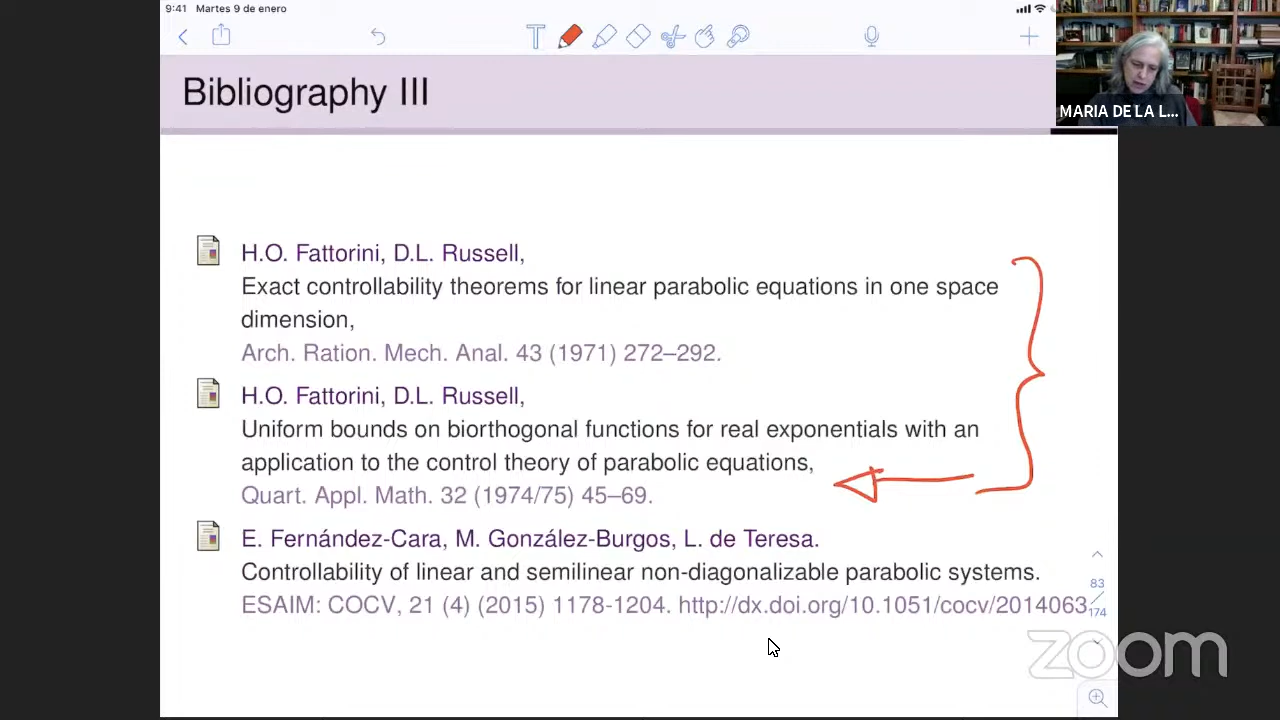 9:41 Martes 9 de enero
Bibliography III
MARIA DE LA L...
H.O. Fattorini, D.L. Russell,
Exact controllability theorems for linear parabolic equations in one space
dimension,
Arch. Ration. Mech. Anal. 43 (1971) 272–292.
H.O. Fattorini, D.L. Russell,
Uniform bounds on biorthogonal functions for real exponentials with an
application to the control theory of parabolic equations,
Quart. Appl. Math. 32 (1974/75) 45–69.
E. Fernández-Cara, M. González-Burgos, L. de Teresa.
Controllability of linear and semilinear non-diagonalizable parabolic systems.
ESAIM: COCV, 21 (4) (2015) 1178-1204. http://dx.doi.org/10.1051/cocv/2014063.
83
174
zoom